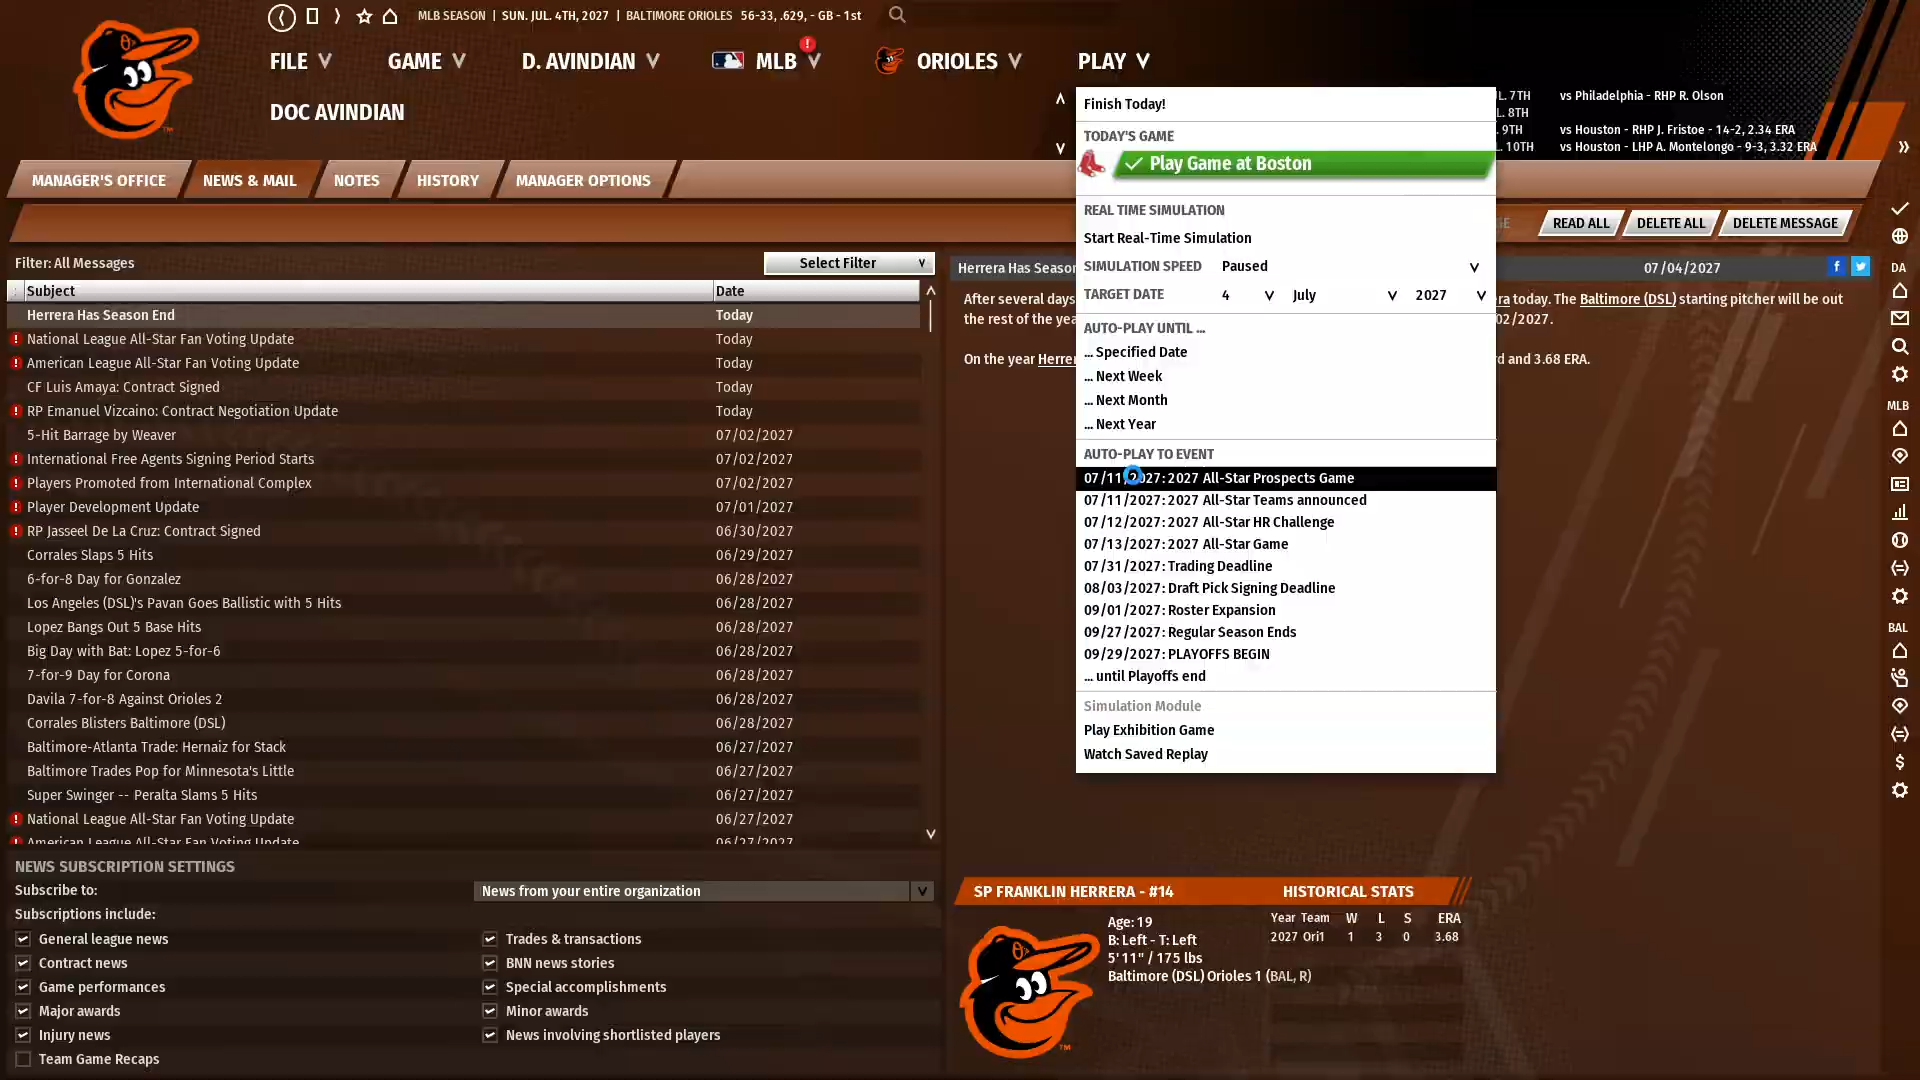 MLB SEASON | SUN. JUL. 4TH, 2027 | BALTIMORE ORIOLES 56-33, .629, - GB - 1st
FILE
GAME
D. AVINDIAN
MLB
ORIOLES
PLAY
DOC AVINDIAN
L. 7TH vs Philadelphia - RHP R. Olson
L. 8TH
9TH vs Houston - RHP J. Fristoe - 14-2, 2.34 ERA
10TH vs Houston - LHP A. Montelongo - 9-3, 3.32 ERA
MANAGER'S OFFICE
NEWS & MAIL
NOTES
HISTORY
MANAGER OPTIONS
READ ALL
DELETE ALL
DELETE MESSAGE
Filter: All Messages
Select Filter
Subject Date
Herrera Has Season End Today
National League All-Star Fan Voting Update Today
American League All-Star Fan Voting Update Today
CF Luis Amaya: Contract Signed Today
RP Emanuel Vizcaino: Contract Negotiation Update Today
5-Hit Barrage by Weaver 07/02/2027
International Free Agents Signing Period Starts 07/02/2027
Players Promoted from International Complex 07/02/2027
Player Development Update 07/01/2027
RP Jasseel De La Cruz: Contract Signed 06/30/2027
Corrales Slaps 5 Hits 06/29/2027
6-for-8 Day for Gonzalez 06/28/2027
Los Angeles (DSL)'s Pavan Goes Ballistic with 5 Hits 06/28/2027
Lopez Bangs Out 5 Base Hits 06/28/2027
Big Day with Bat: Lopez 5-for-6 06/28/2027
7-for-9 Day for Corona 06/28/2027
Davila 7-for-8 Against Orioles 2 06/28/2027
Corrales Blisters Baltimore (DSL) 06/28/2027
Baltimore-Atlanta Trade: Hernaiz for Stack 06/27/2027
Baltimore Trades Pop for Minnesota's Little 06/27/2027
Super Swinger -- Peralta Slams 5 Hits 06/27/2027
National League All-Star Fan Voting Update 06/27/2027
American League All-Star Fan Voting Update 06/27/2027
NEWS SUBSCRIPTION SETTINGS
Subscribe to: News from your entire organization
Subscriptions include:
General league news
Contract news
Game performances
Major awards
Injury news
Team Game Recaps
Trades & transactions
BNN news stories
Special accomplishments
Minor awards
News involving shortlisted players
Finish Today!
TODAY'S GAME
Play Game at Boston
REAL TIME SIMULATION
Start Real-Time Simulation
SIMULATION SPEED Paused
TARGET DATE 4 July 2027
AUTO-PLAY UNTIL ...
... Specified Date
... Next Week
... Next Month
... Next Year
AUTO-PLAY TO EVENT
07/11/2027: 2027 All-Star Prospects Game
07/11/2027: 2027 All-Star Teams announced
07/12/2027: 2027 All-Star HR Challenge
07/13/2027: 2027 All-Star Game
07/31/2027: Trading Deadline
08/03/2027: Draft Pick Signing Deadline
09/01/2027: Roster Expansion
09/27/2027: Regular Season Ends
09/29/2027: PLAYOFFS BEGIN
... until Playoffs end
Simulation Module
Play Exhibition Game
Watch Saved Replay
Herrera Has Season 07/04/2027
After several days ra today. The Baltimore (DSL) starting pitcher will be out
the rest of the yea 02/2027.
On the year Herrer rd and 3.68 ERA.
SP FRANKLIN HERRERA - #14
HISTORICAL STATS
Age: 19
B: Left - T: Left
5' 11" / 175 lbs
Baltimore (DSL) Orioles 1 (BAL, R)
Year Team W L S ERA
2027 Ori1 1 3 0 3.68
DA
MLB
BAL